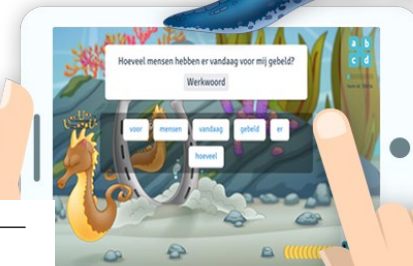 Hoeveel mensen hebben er vandaag voor mij gebeld?
Werkwoord
voor mensen vandaag gebeld er
hoeveel
a b
c d